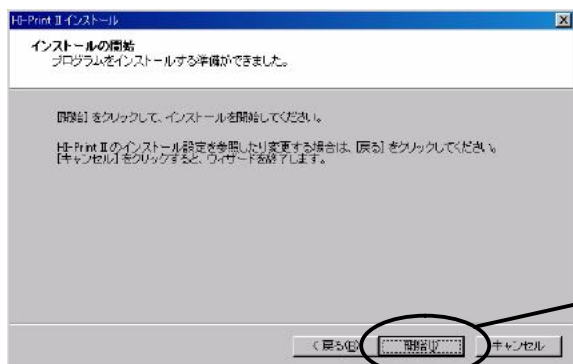 HI-Print II インストール
インストールの開始
プログラムをインストールする準備ができました。
[開始] をクリックして、インストールを開始してください。
HI-Print II のインストール設定を参照したり変更する場合は、[戻る] をクリックしてください。
[キャンセル] をクリックすると、ウィザードを終了します。
< 戻る(B) 開始(I) キャンセル